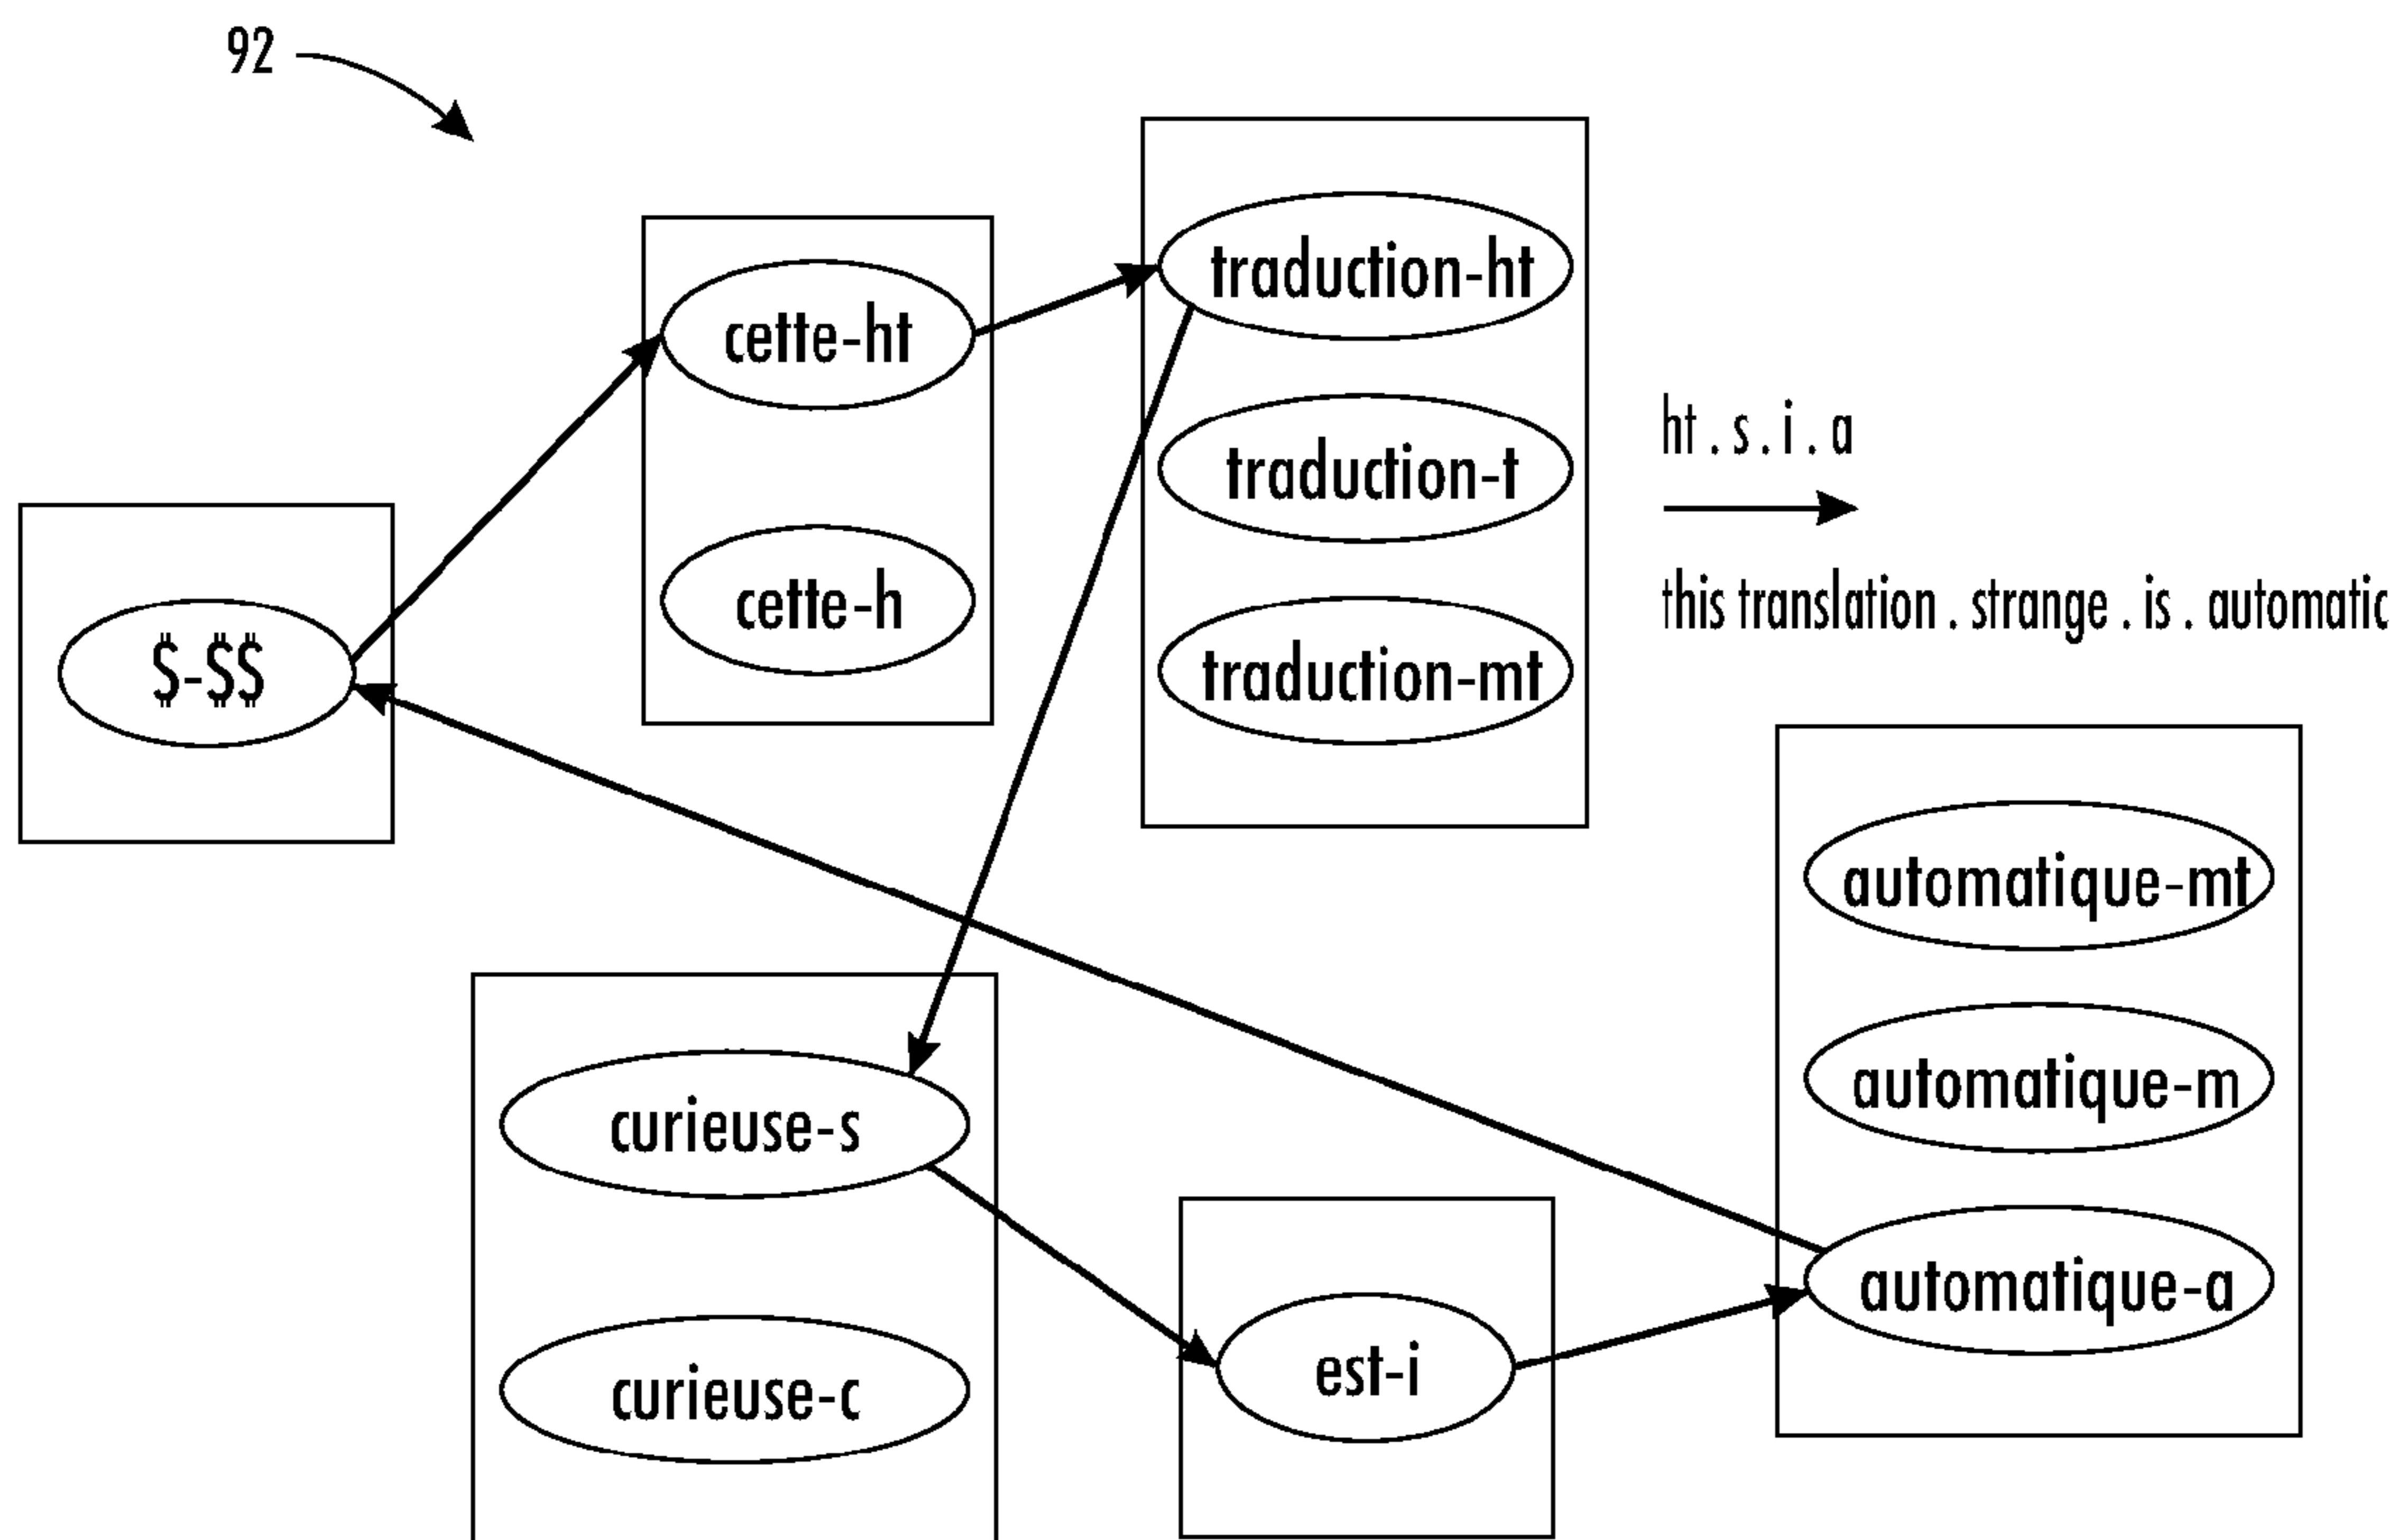 92
traduction-ht
cette-ht
traduction-t
cette-h
traduction-mt
$-$$
ht . s . i . a
this translation . strange . is . automatic
automatique-mt
automatique-m
automatique-a
curieuse-s
curieuse-c
est-i